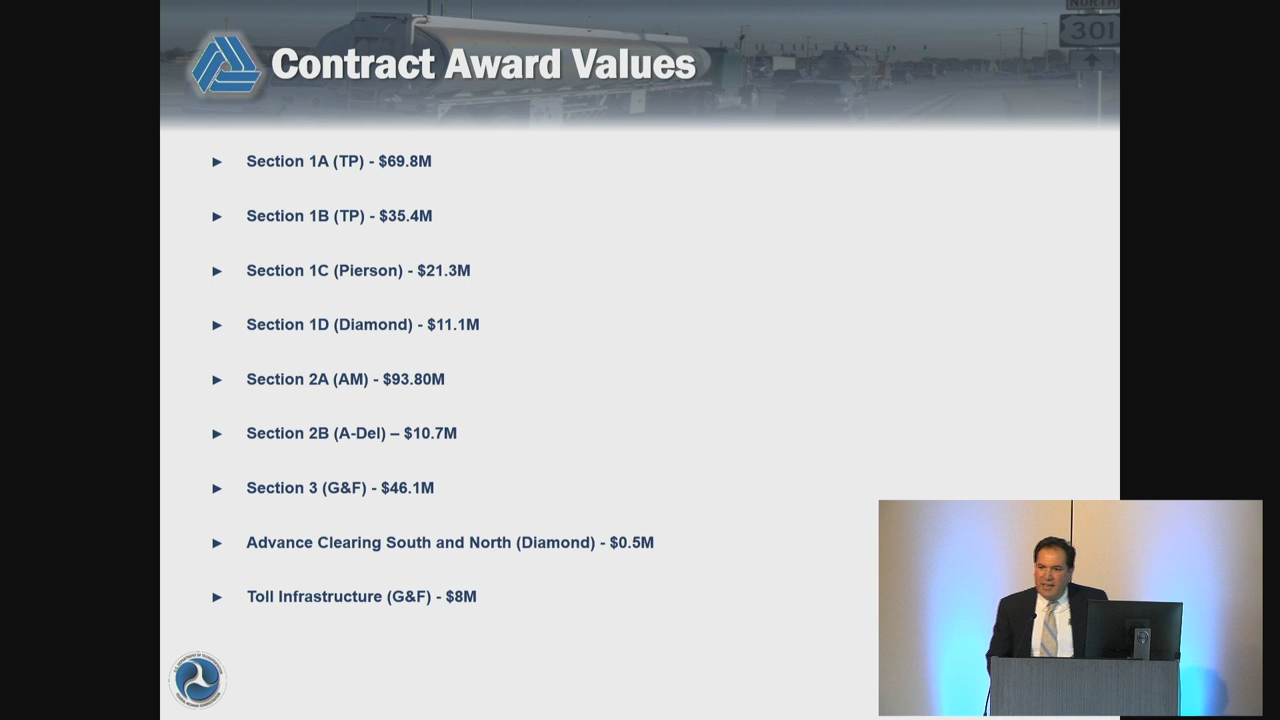 NORTH
301
Contract Award Values
► Section 1A (TP) - $69.8M
► Section 1B (TP) - $35.4M
► Section 1C (Pierson) - $21.3M
► Section 1D (Diamond) - $11.1M
► Section 2A (AM) - $93.80M
► Section 2B (A-Del) – $10.7M
► Section 3 (G&F) - $46.1M
► Advance Clearing South and North (Diamond) - $0.5M
► Toll Infrastructure (G&F) - $8M